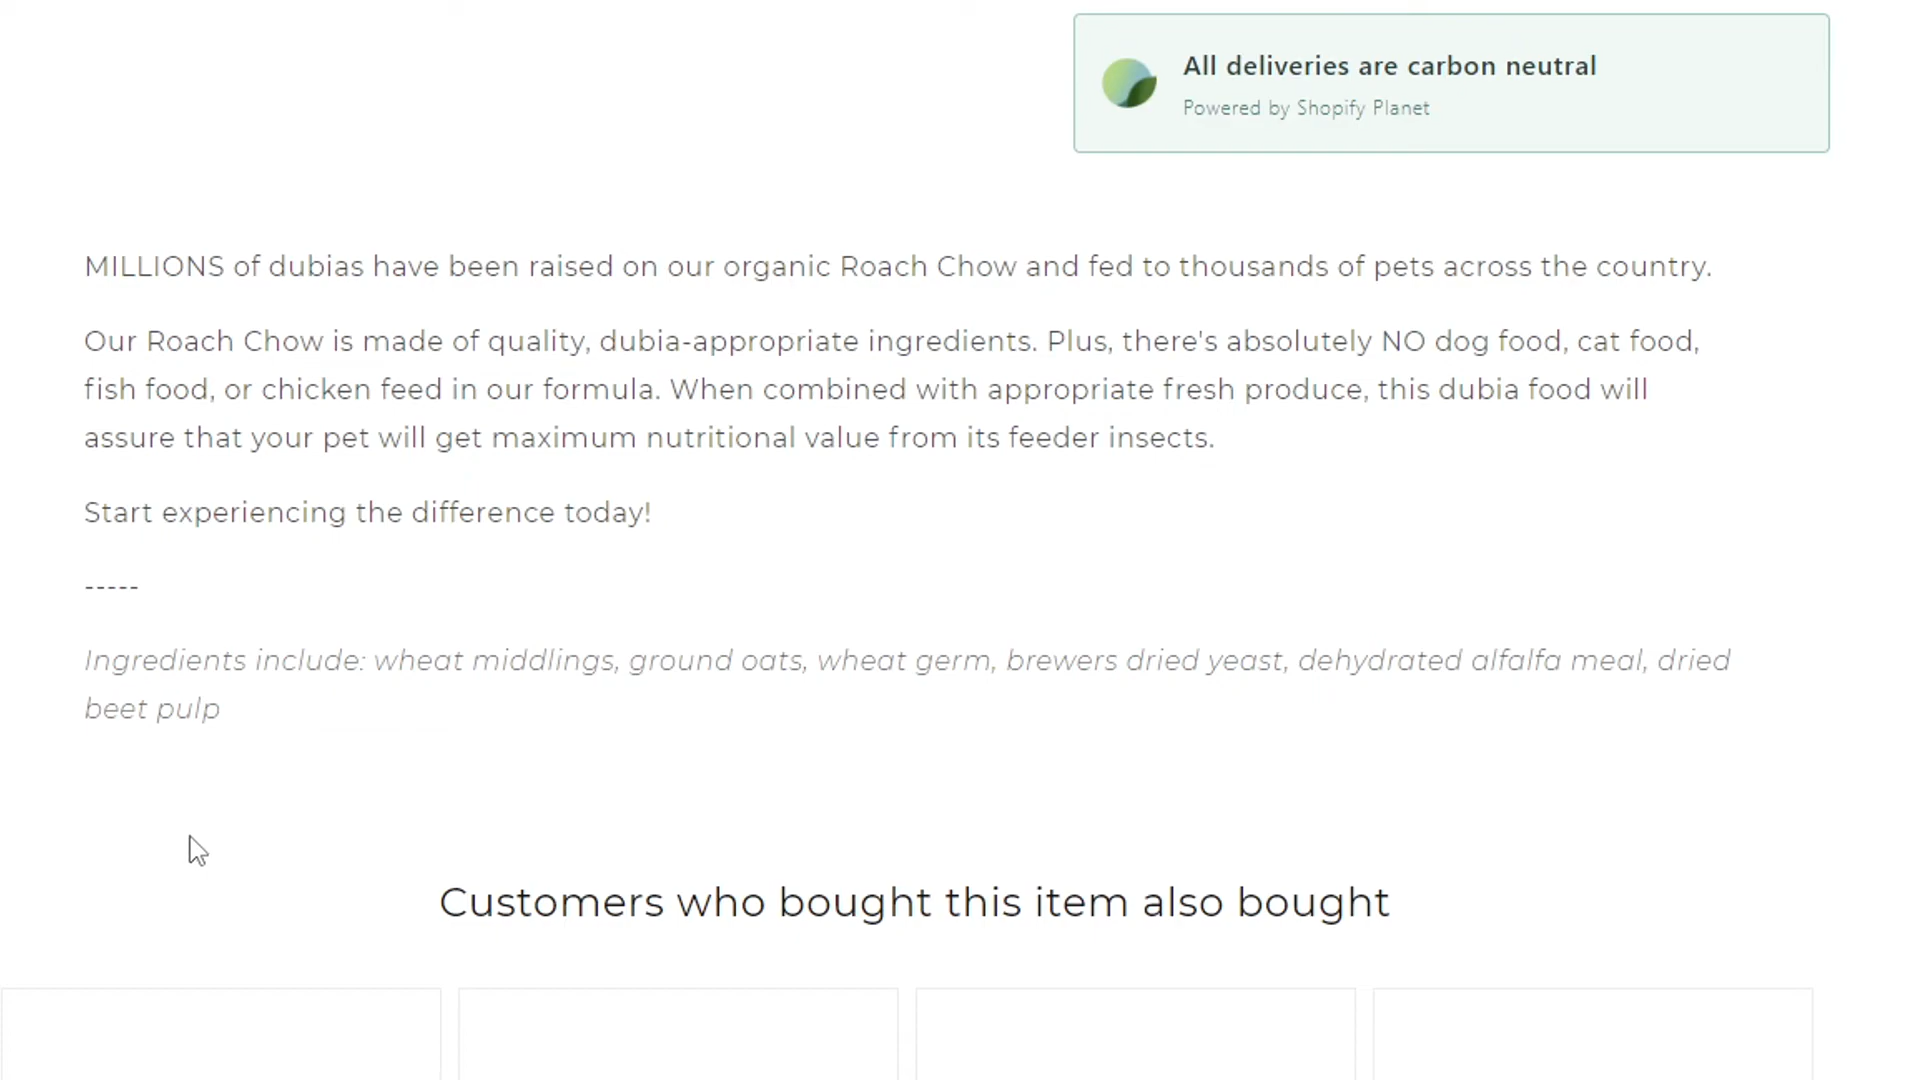 All deliveries are carbon neutral
Powered by Shopify Planet
MILLIONS of dubias have been raised on our organic Roach Chow and fed to thousands of pets across the country.
Our Roach Chow is made of quality, dubia-appropriate ingredients. Plus, there's absolutely NO dog food, cat food,
fish food, or chicken feed in our formula. When combined with appropriate fresh produce, this dubia food will
assure that your pet will get maximum nutritional value from its feeder insects.
Start experiencing the difference today!
-----
Ingredients include: wheat middlings, ground oats, wheat germ, brewers dried yeast, dehydrated alfalfa meal, dried
beet pulp
Customers who bought this item also bought